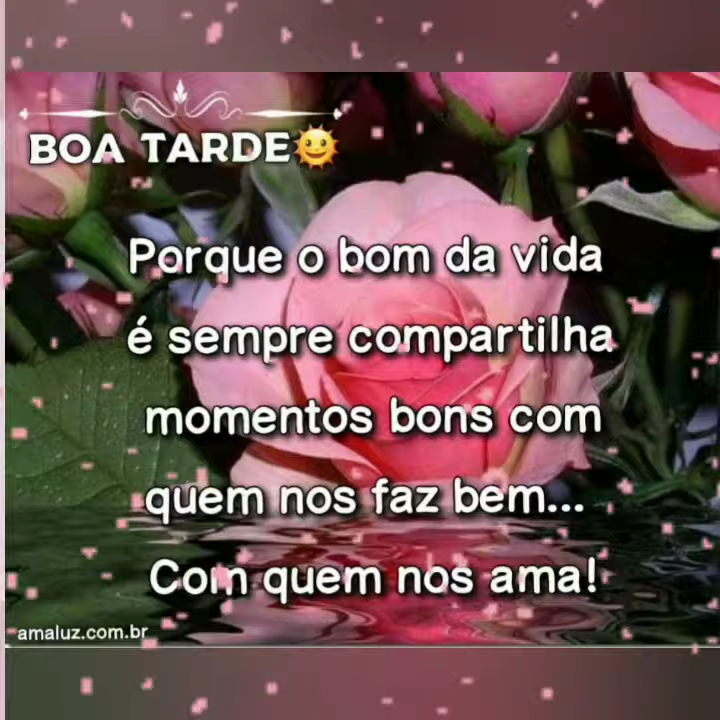 BOA TARDE🌞
Porque o bom da vida
é sempre compartilha
momentos bons com
quem nos faz bem...
Com quem nos ama!
amaluz.com.br